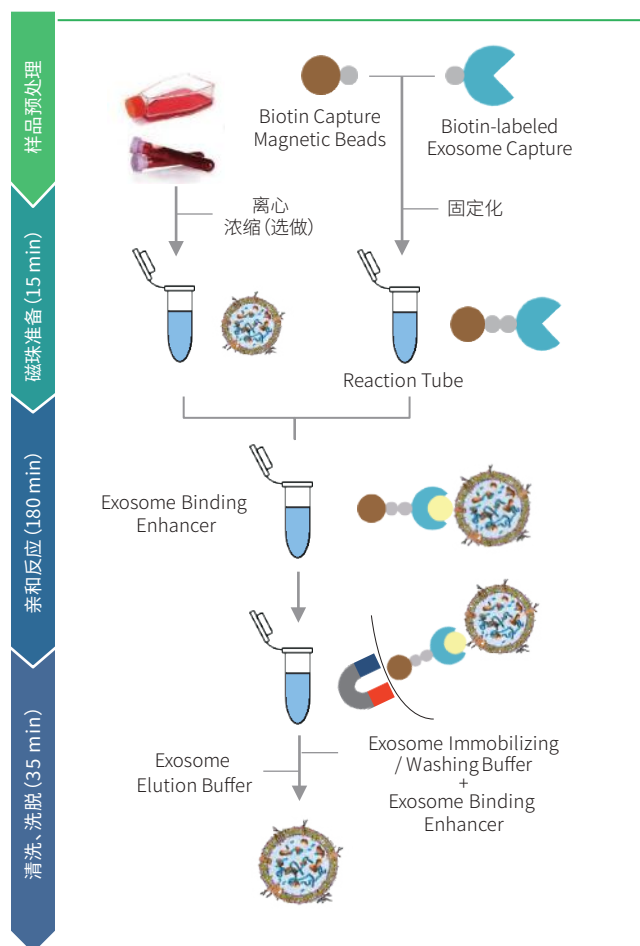 样品预处理
磁珠准备(15 min)
亲和反应(180 min)
清洗、洗脱(35 min)
Biotin Capture
Magnetic Beads
Biotin-labeled
Exosome Capture
离心
浓缩(选做)
固定化
Reaction Tube
Exosome Binding
Enhancer
Exosome
Elution Buffer
Exosome Immobilizing
/ Washing Buffer
+
Exosome Binding
Enhancer